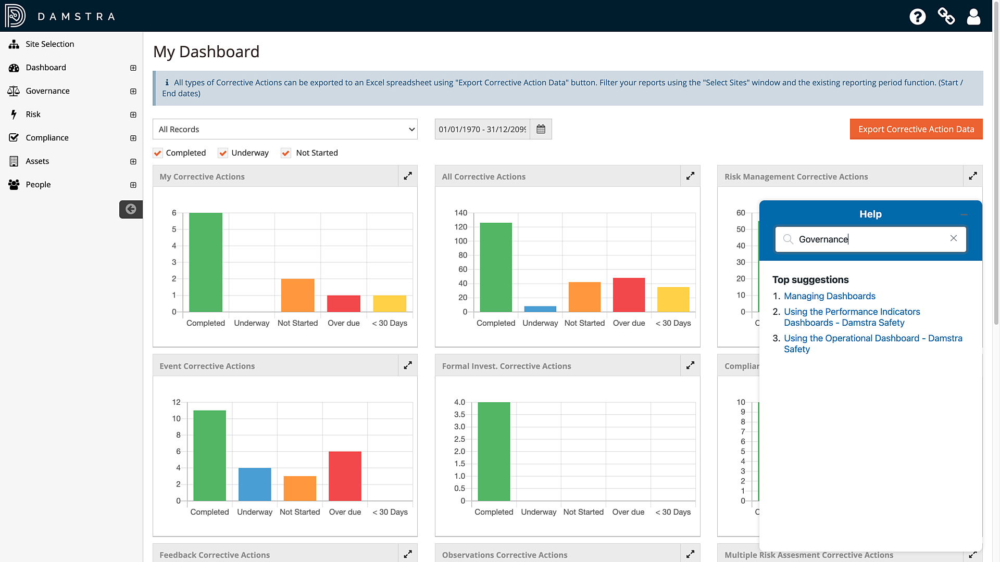 DAMSTRA
Site Selection
Dashboard
Governance
Risk
Compliance
Assets
People
My Dashboard
All types of Corrective Actions can be exported to an Excel spreadsheet using "Export Corrective Action Data" button. Filter your reports using the "Select Sites" window and the existing reporting period function. (Start /
End dates)
All Records
01/01/1970 - 31/12/2099
Export Corrective Action Data
Completed
Underway
Not Started
My Corrective Actions
6
5
4
3
2
1
0
Completed Underway Not Started Over due < 30 Days
All Corrective Actions
140
120
100
80
60
40
20
0
Completed Underway Not Started Over due < 30 Days
Risk Management Corrective Actions
60
50
40
30
20
10
0
C
Event Corrective Actions
12
10
8
6
4
2
0
Completed Underway Not Started Over due < 30 Days
Formal Invest. Corrective Actions
4.0
3.5
3.0
2.5
2.0
1.5
1.0
0.5
0
Completed Underway Not Started Over due < 30 Days
Complian
10
9
8
7
6
5
4
3
2
1
0
C
Feedback Corrective Actions
Observations Corrective Actions
Multiple Risk Assesment Corrective Actions
Help
Governance
Top suggestions
1. Managing Dashboards
2. Using the Performance Indicators
Dashboards - Damstra Safety
3. Using the Operational Dashboard - Damstra
Safety